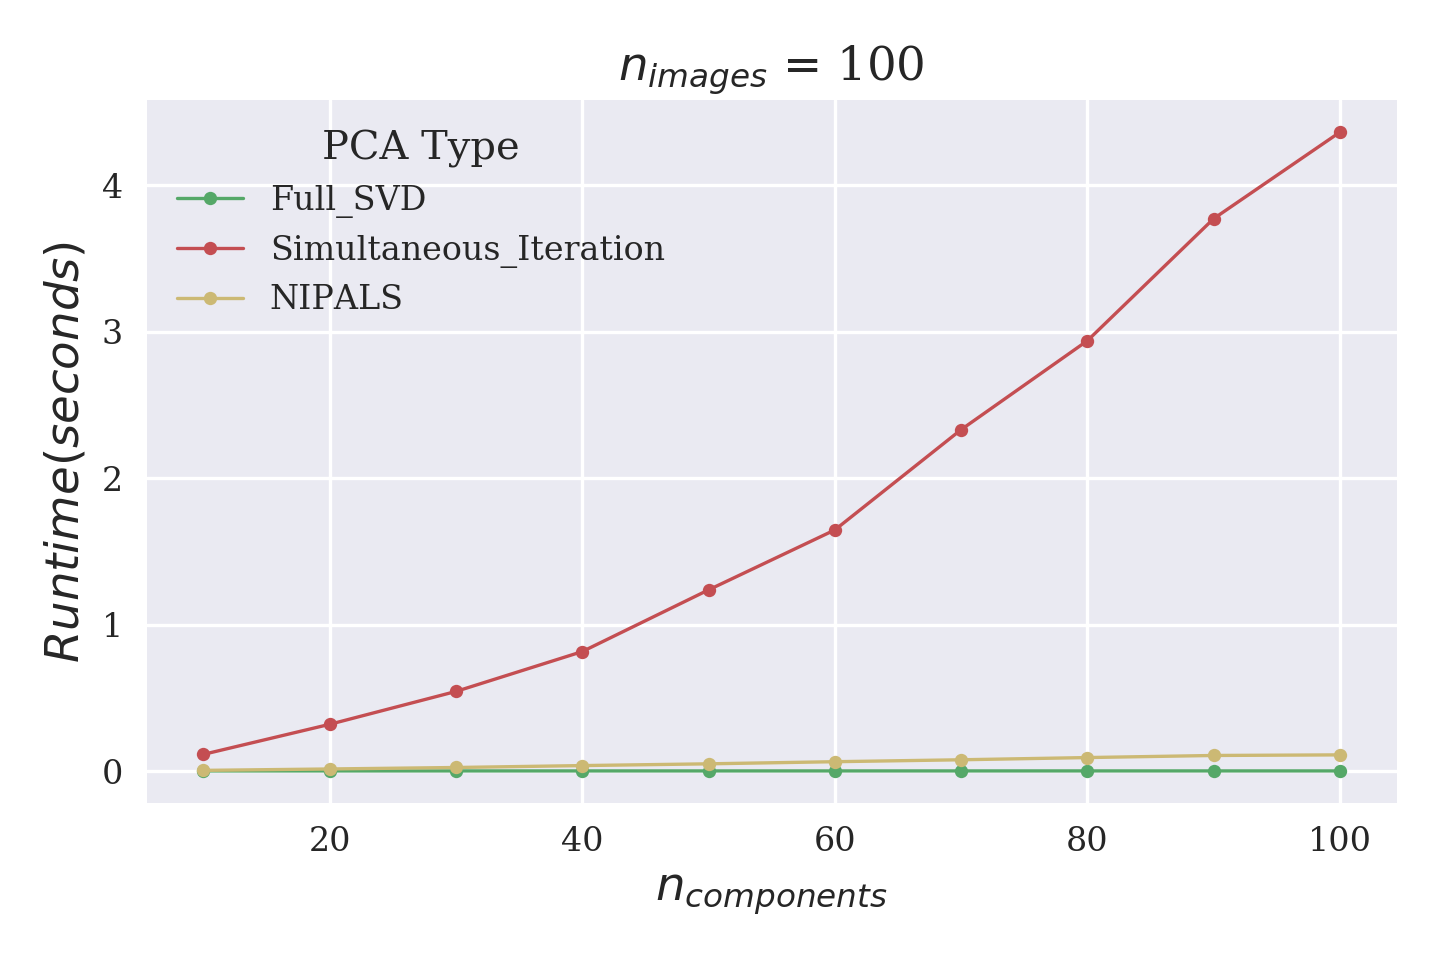 n_images = 100
PCA Type
Full_SVD
Simultaneous_Iteration
NIPALS
Runtime(seconds)
4
3
2
1
0
20 40 60 80 100
n_components